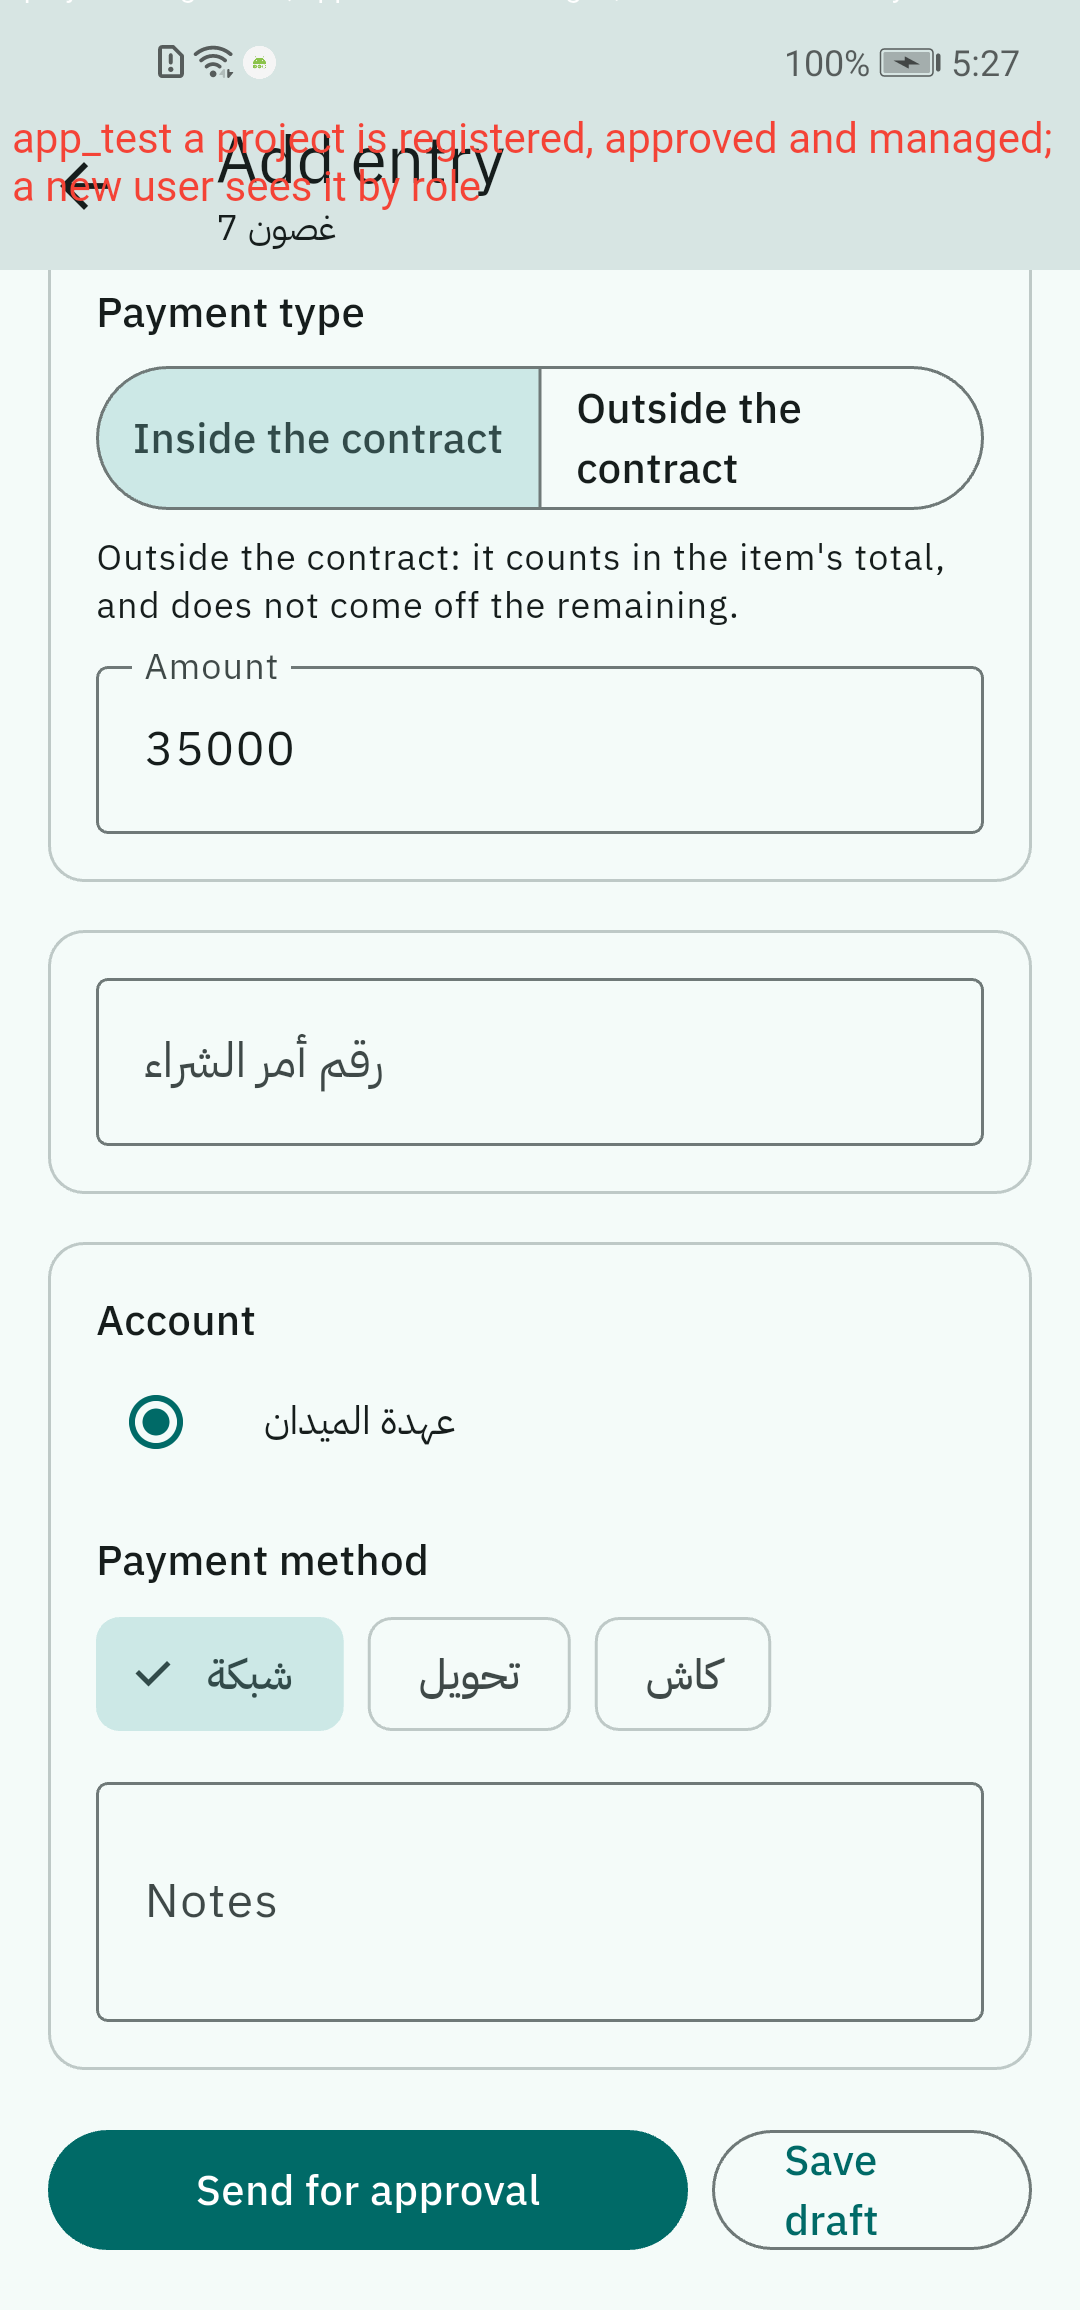 100% 5:27
app_test a project is registered, approved and managed;
a new user sees it by role
Add entry
غصون 7
Payment type
Inside the contract
Outside the
contract
Outside the contract: it counts in the item's total,
and does not come off the remaining.
Amount
35000
رقم أمر الشراء
Account
عهدة الميدان
Payment method
شبكة
تحويل
كاش
Notes
Send for approval
Save
draft